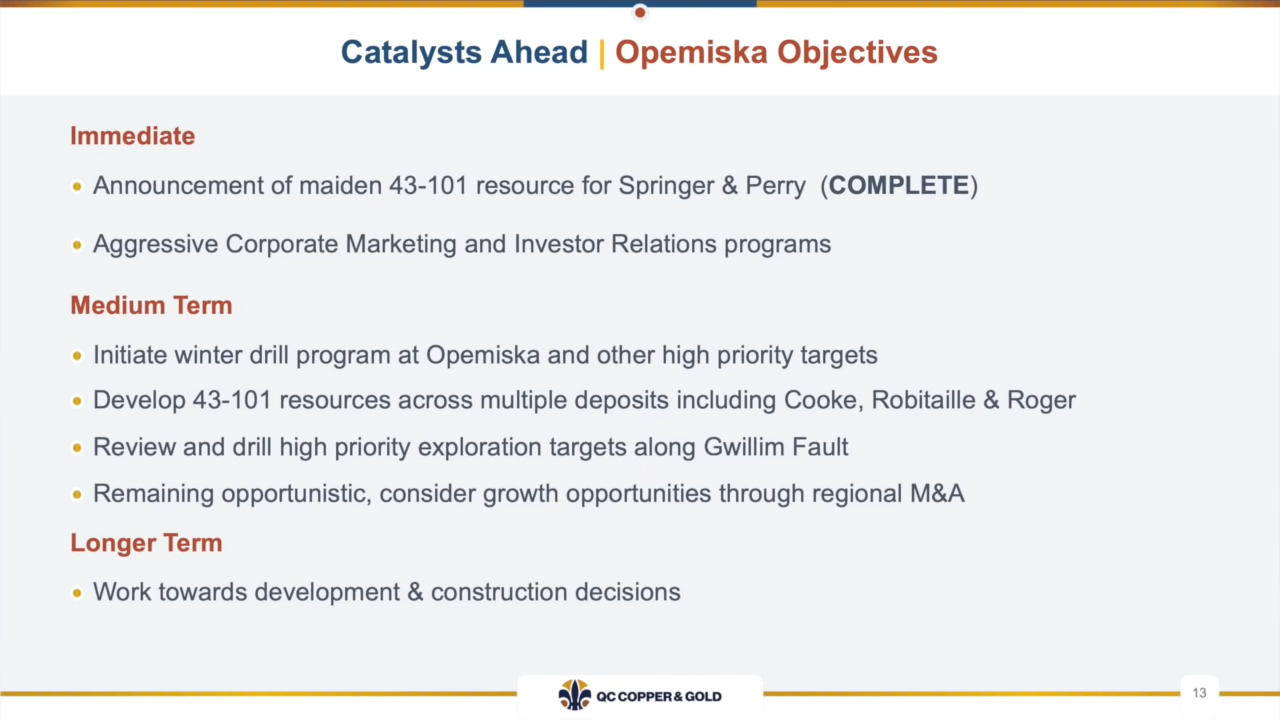 Catalysts Ahead | Opemiska Objectives
Immediate
• Announcement of maiden 43-101 resource for Springer & Perry (COMPLETE)
• Aggressive Corporate Marketing and Investor Relations programs
Medium Term
• Initiate winter drill program at Opemiska and other high priority targets
• Develop 43-101 resources across multiple deposits including Cooke, Robitaille & Roger
• Review and drill high priority exploration targets along Gwillim Fault
• Remaining opportunistic, consider growth opportunities through regional M&A
Longer Term
• Work towards development & construction decisions
QC COPPER & GOLD
13